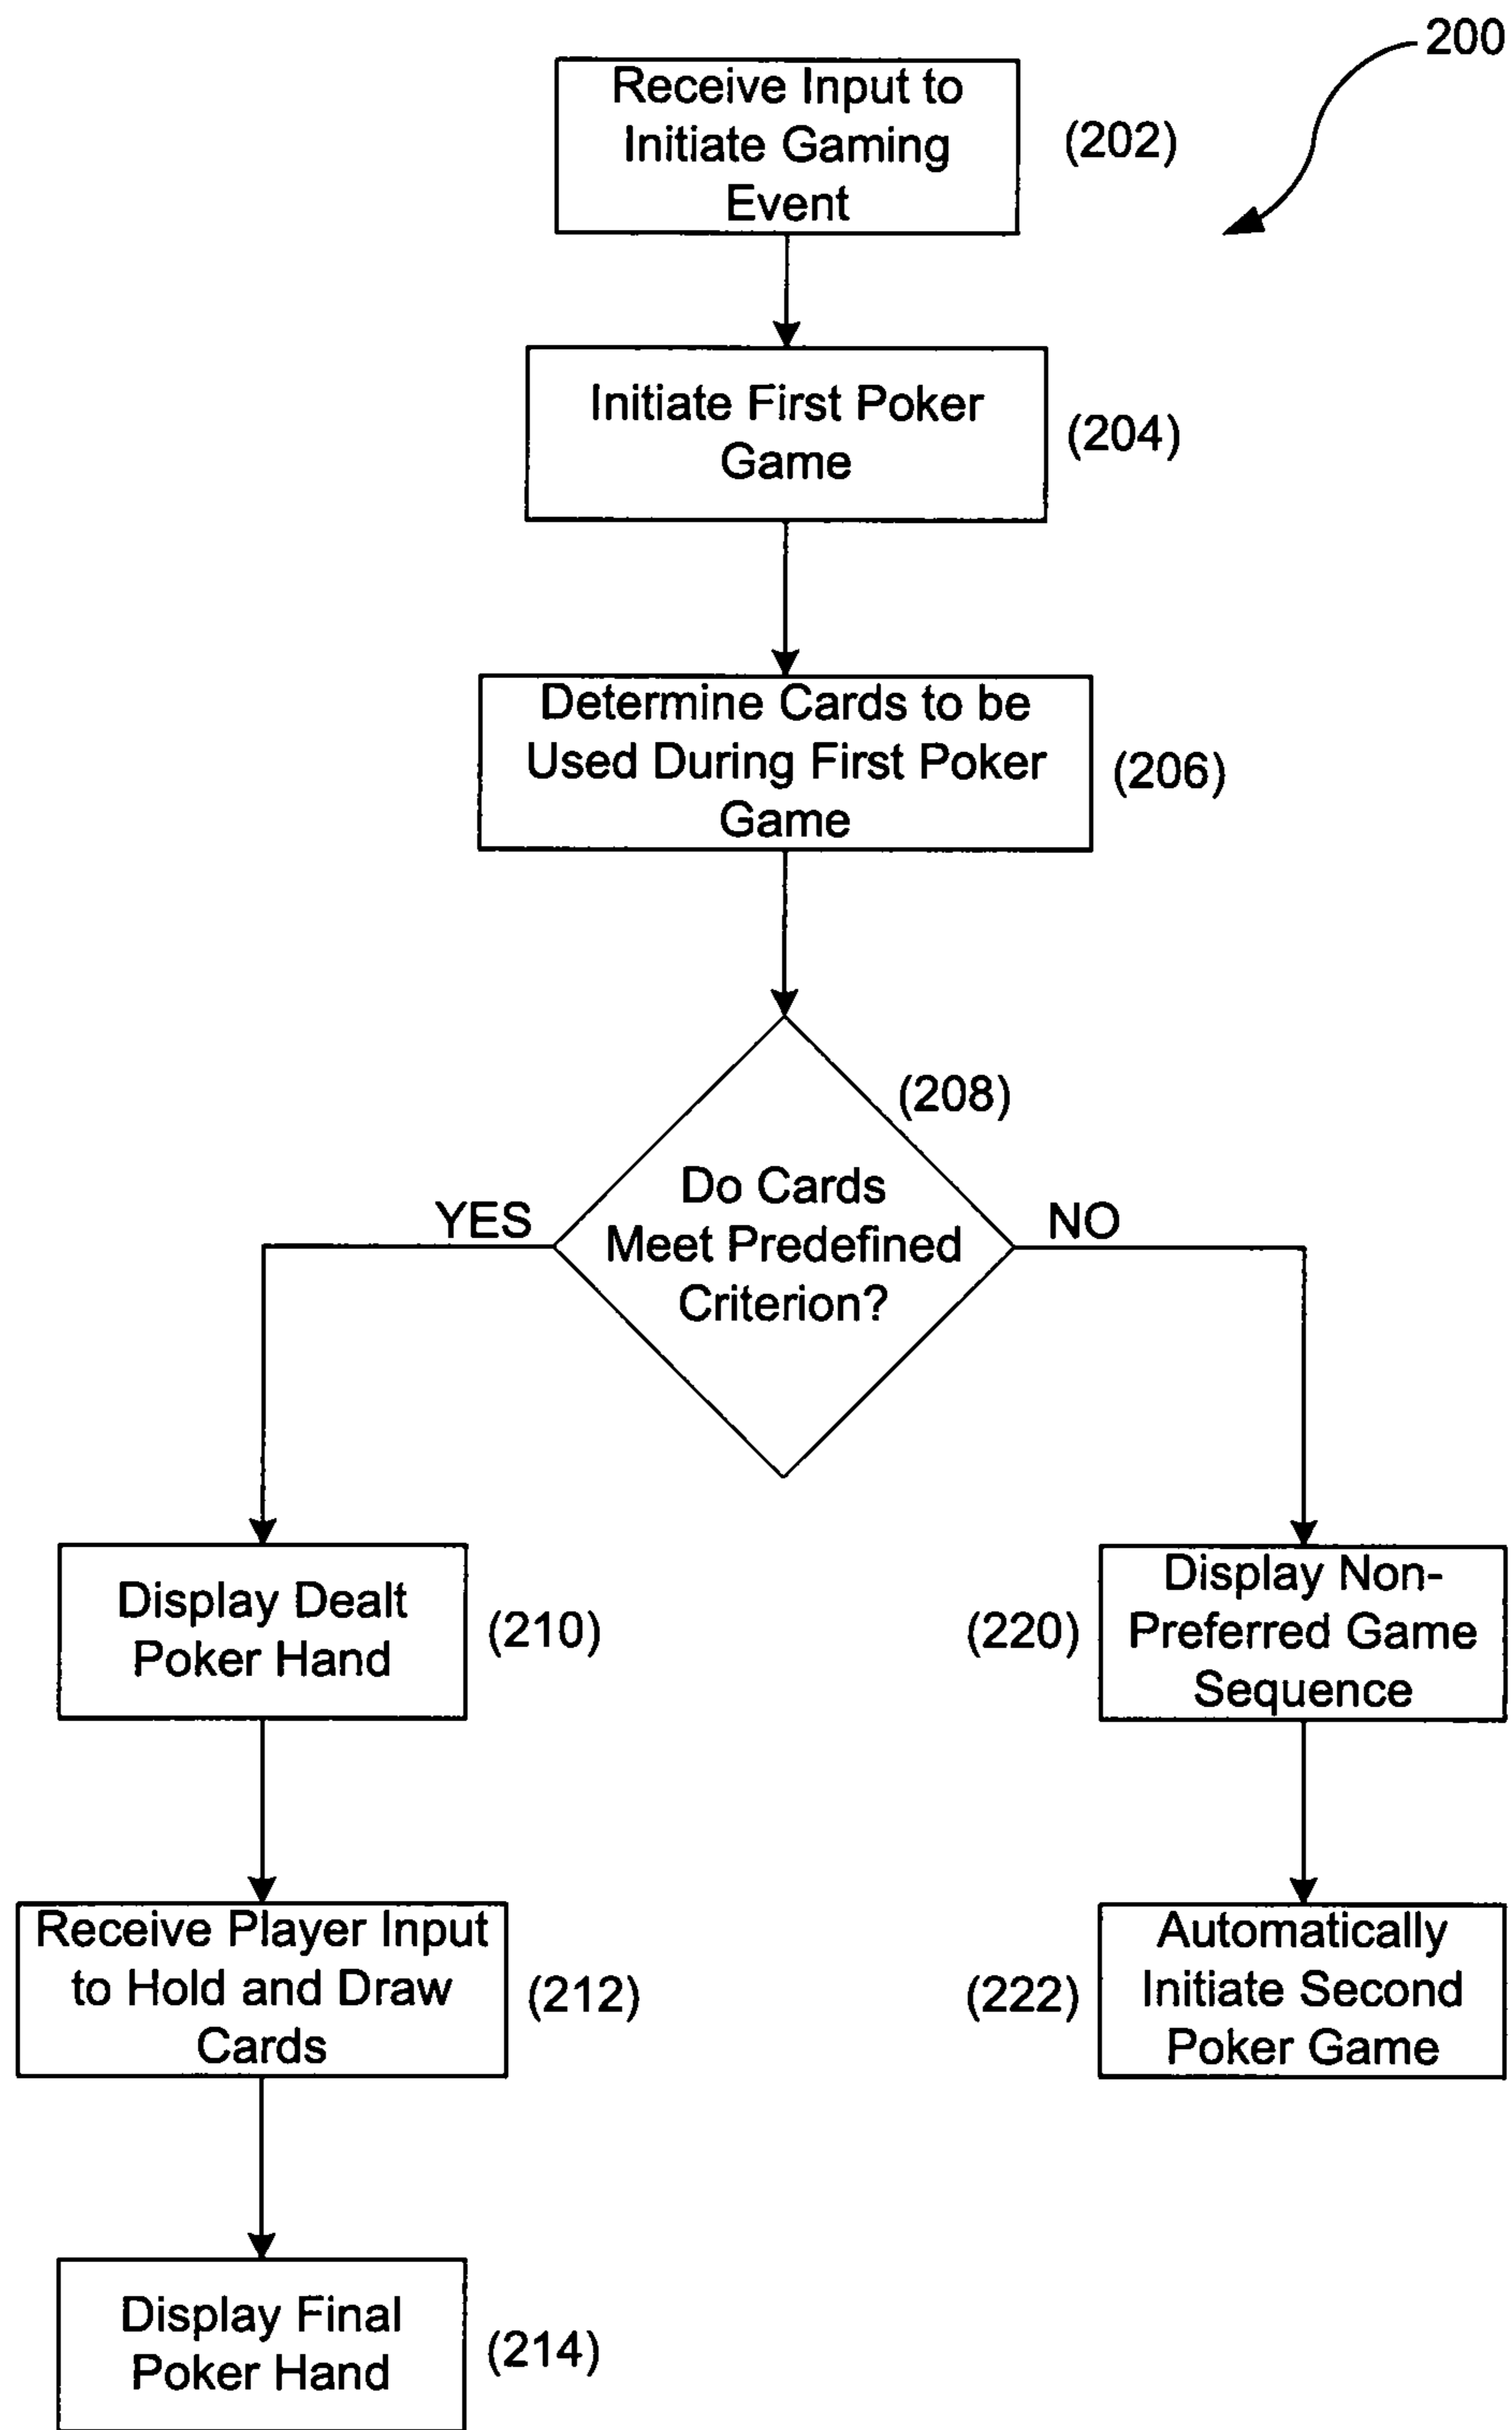 200
Receive Input to
Initiate Gaming
Event
(202)
Initiate First Poker
Game
(204)
Determine Cards to be
Used During First Poker
Game
(206)
(208)
Do Cards
Meet Predefined
Criterion?
YES
NO
Display Dealt
Poker Hand
(210)
(220)
Display Non-
Preferred Game
Sequence
Receive Player Input
to Hold and Draw
Cards
(212)
(222)
Automatically
Initiate Second
Poker Game
Display Final
Poker Hand
(214)